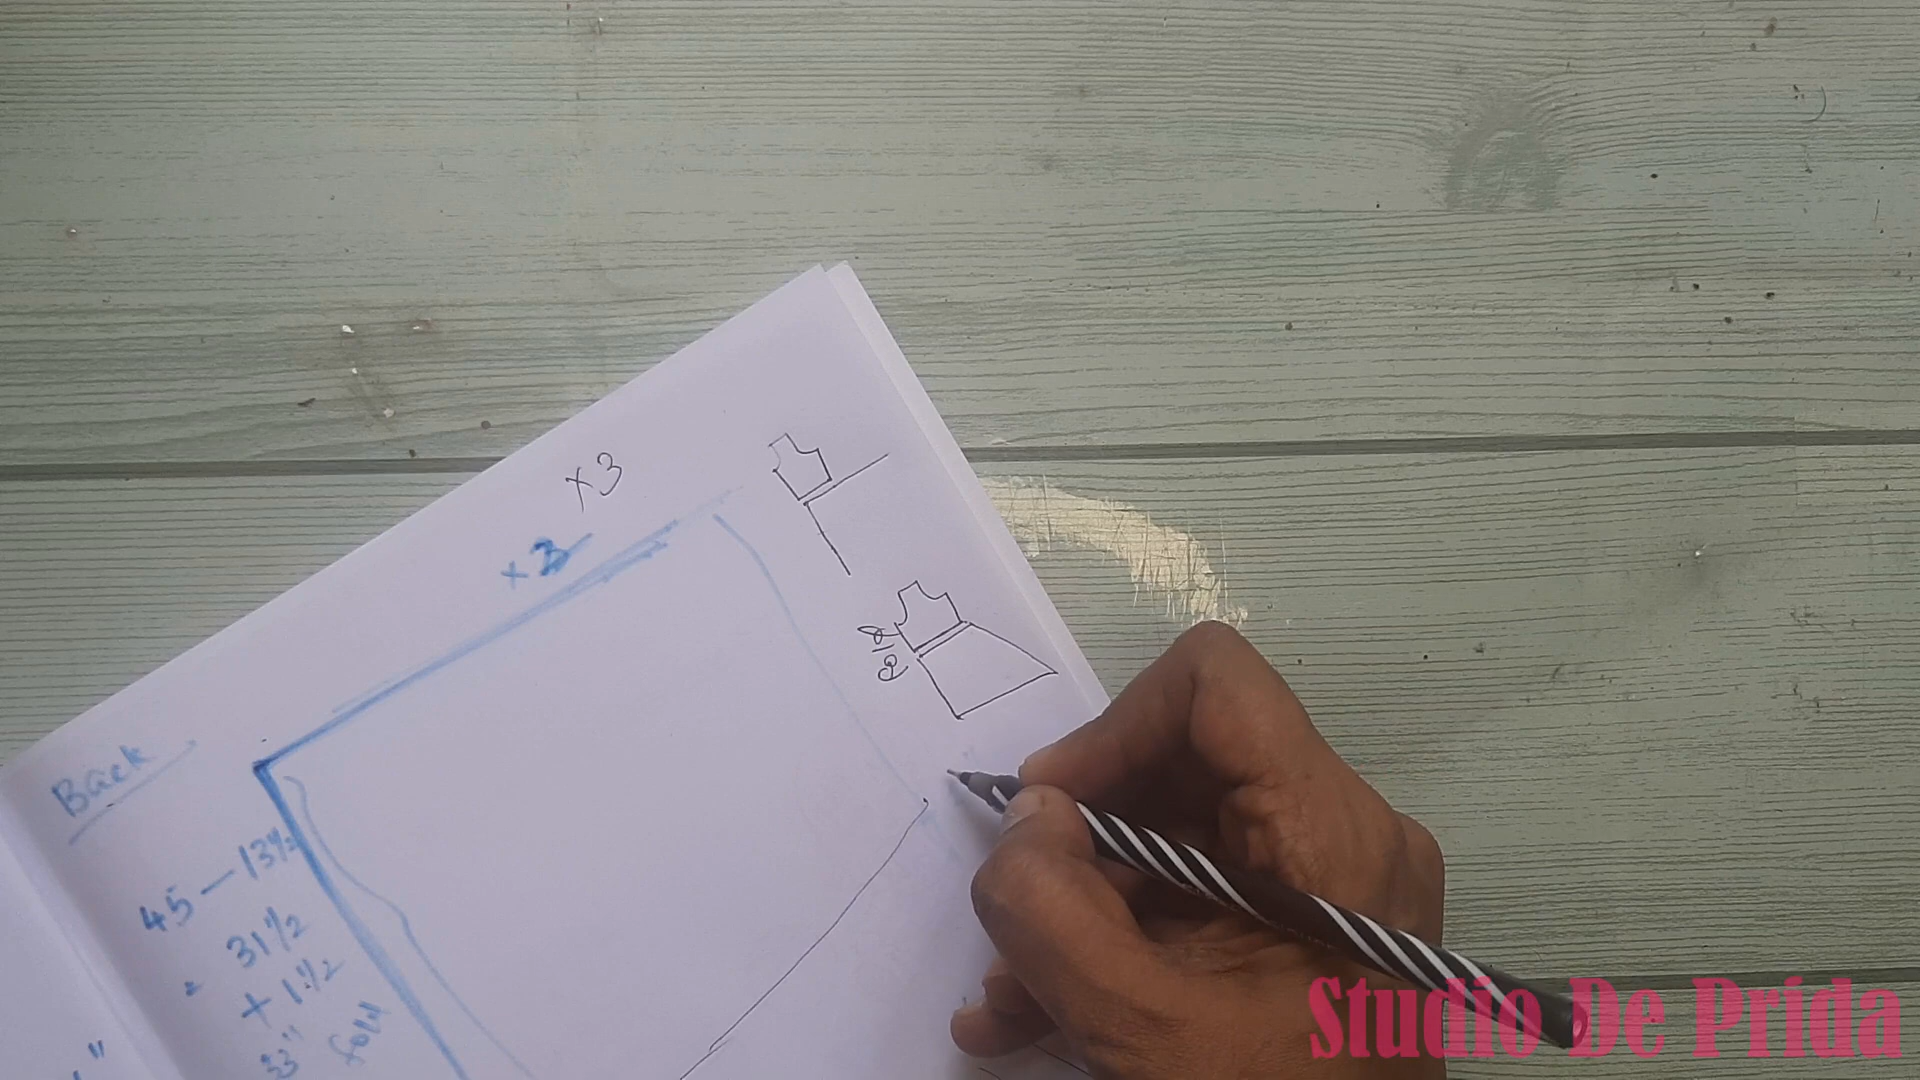 ×3
×3
Back
45 — 13½
= 31½
+ 1½
33"
fold
Studio De Prida